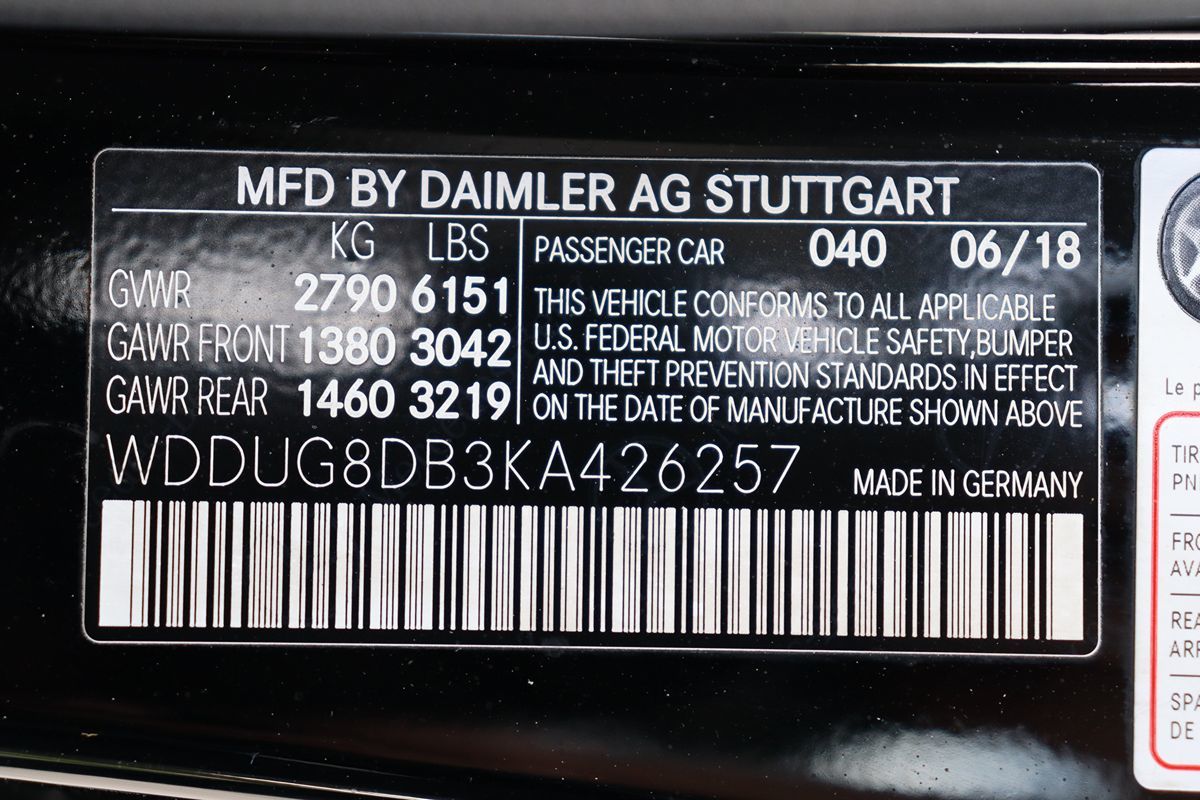 MFD BY DAIMLER AG STUTTGART
KG LBS
GVWR 2790 6151
GAWR FRONT 1380 3042
GAWR REAR 1460 3219
PASSENGER CAR 040 06/18
THIS VEHICLE CONFORMS TO ALL APPLICABLE
U.S. FEDERAL MOTOR VEHICLE SAFETY,BUMPER
AND THEFT PREVENTION STANDARDS IN EFFECT
ON THE DATE OF MANUFACTURE SHOWN ABOVE
WDDUG8DB3KA426257
MADE IN GERMANY
Le
DE